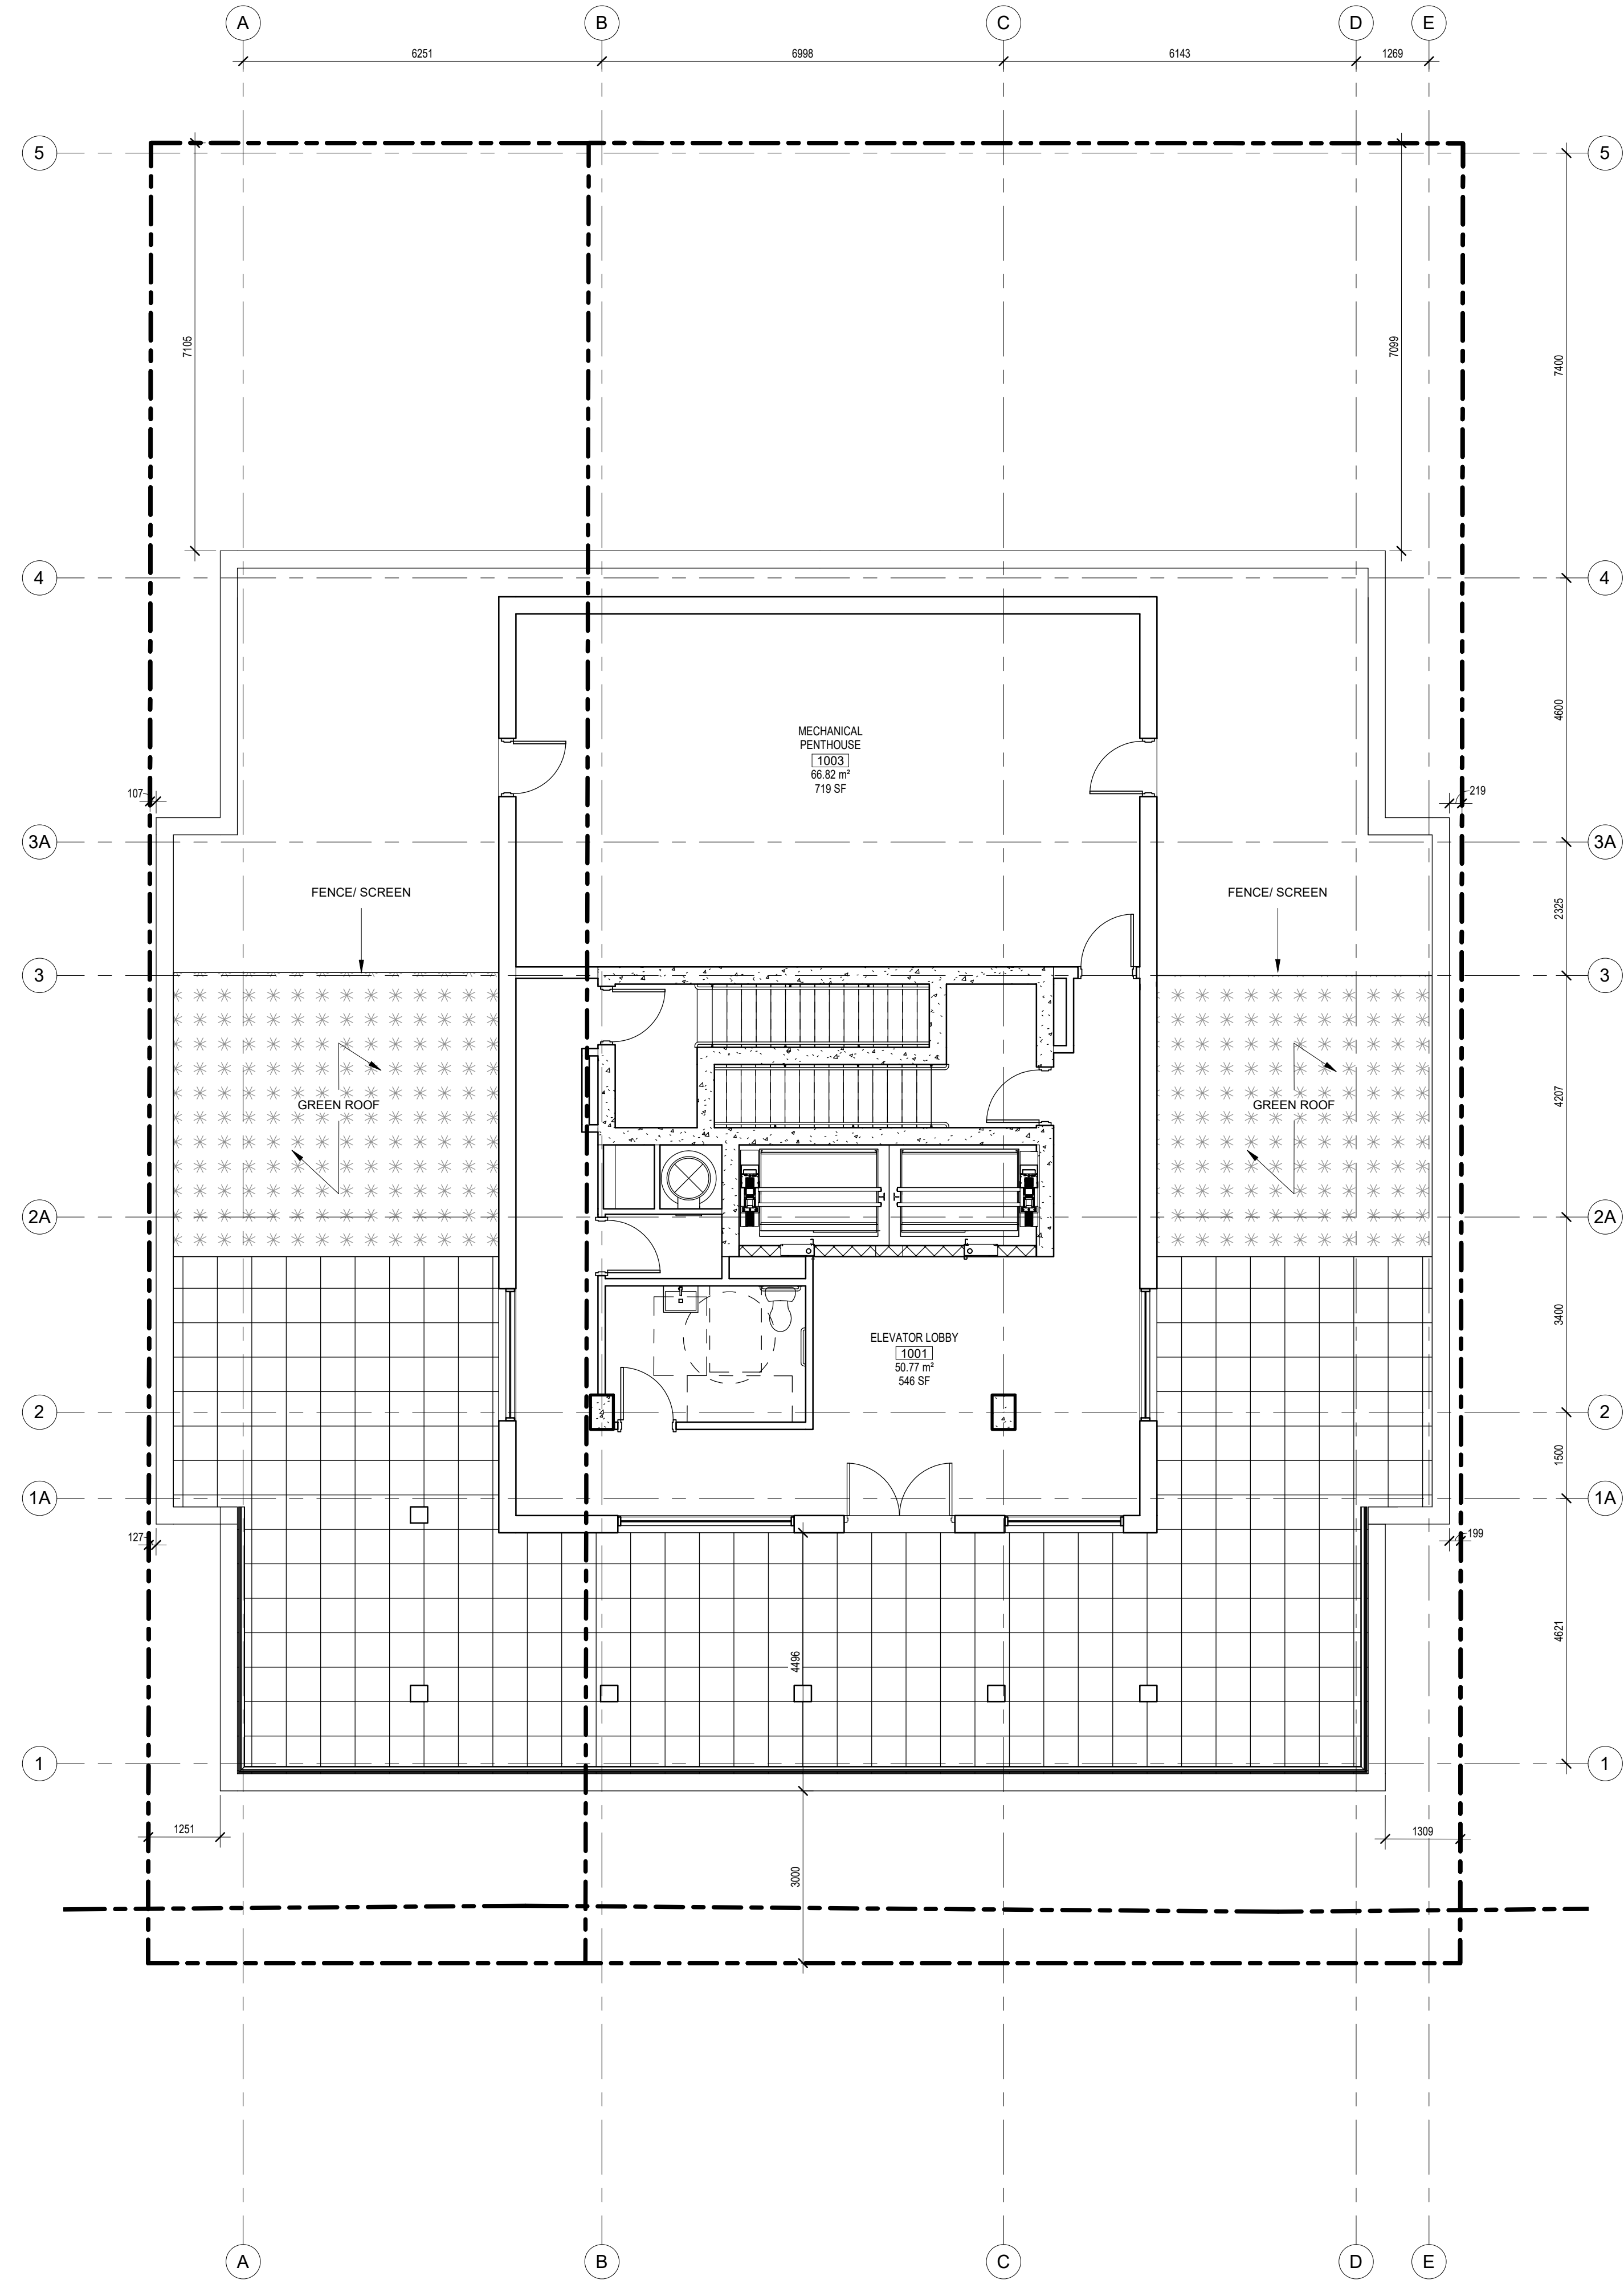 A
B
C
D
E
6251
6998
6143
1269
5
5
7105
7099
7400
4
4
4600
MECHANICAL
PENTHOUSE
1003
66.82 m²
719 SF
107
219
3A
3A
FENCE/ SCREEN
FENCE/ SCREEN
2325
3
3
GREEN ROOF
GREEN ROOF
4207
2A
2A
3400
ELEVATOR LOBBY
1001
50.77 m²
546 SF
2
2
1500
1A
1A
127
199
4496
4621
1
1
1251
1309
3000
A
B
C
D
E